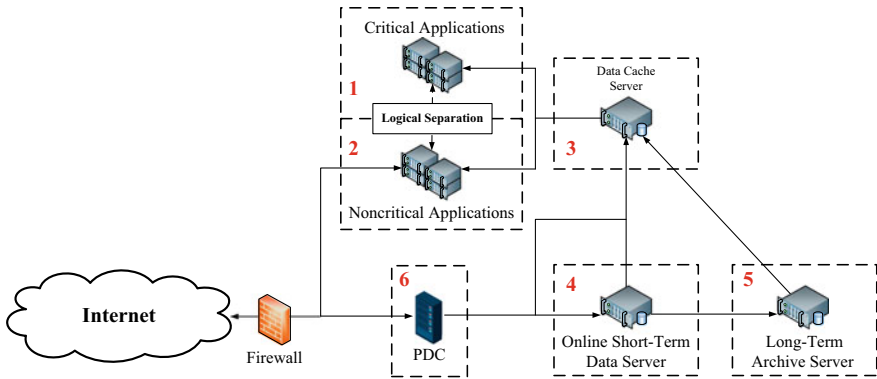 Critical Applications
1
Logical Separation
2
Noncritical Applications
Data Cache
Server
3
Internet
Firewall
6
PDC
4
Online Short-Term
Data Server
5
Long-Term
Archive Server